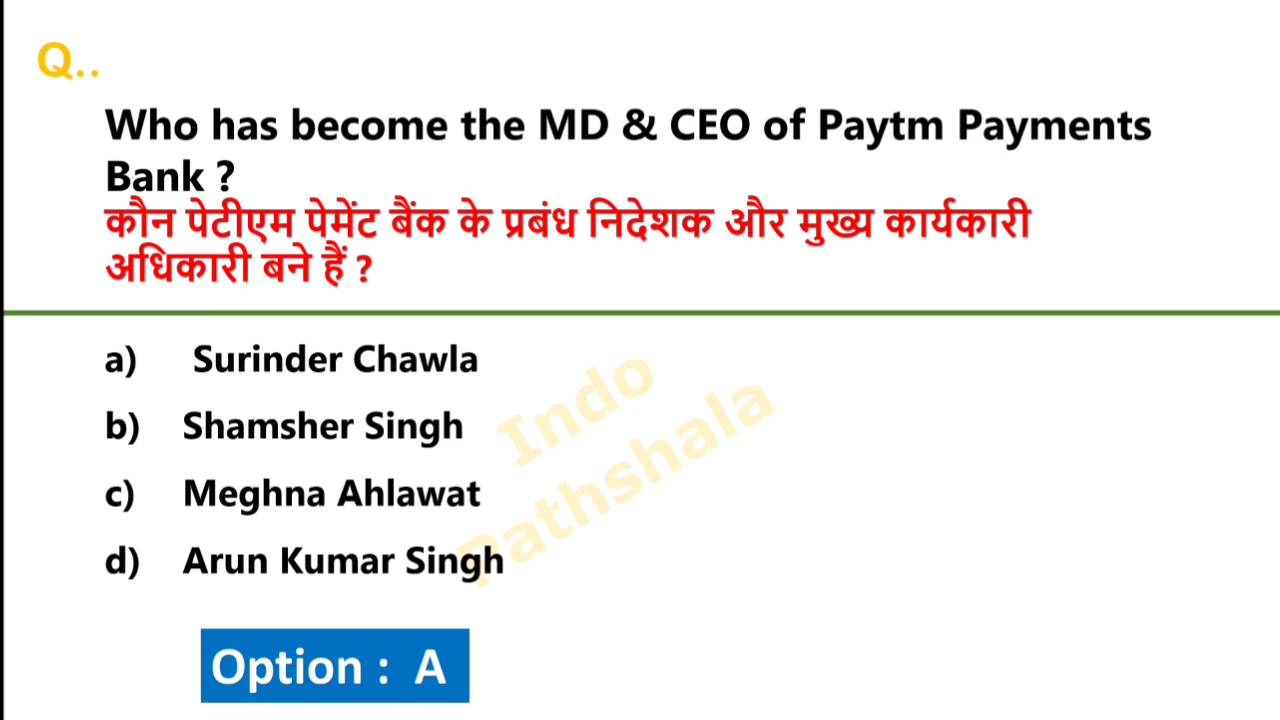 Q..
Who has become the MD & CEO of Paytm Payments
Bank ?
कौन पेटीएम पेमेंट बैंक के प्रबंध निदेशक और मुख्य कार्यकारी
अधिकारी बने हैं ?
a) Surinder Chawla
b) Shamsher Singh
c) Meghna Ahlawat
d) Arun Kumar Singh
Indo
Pathshala
Option : A